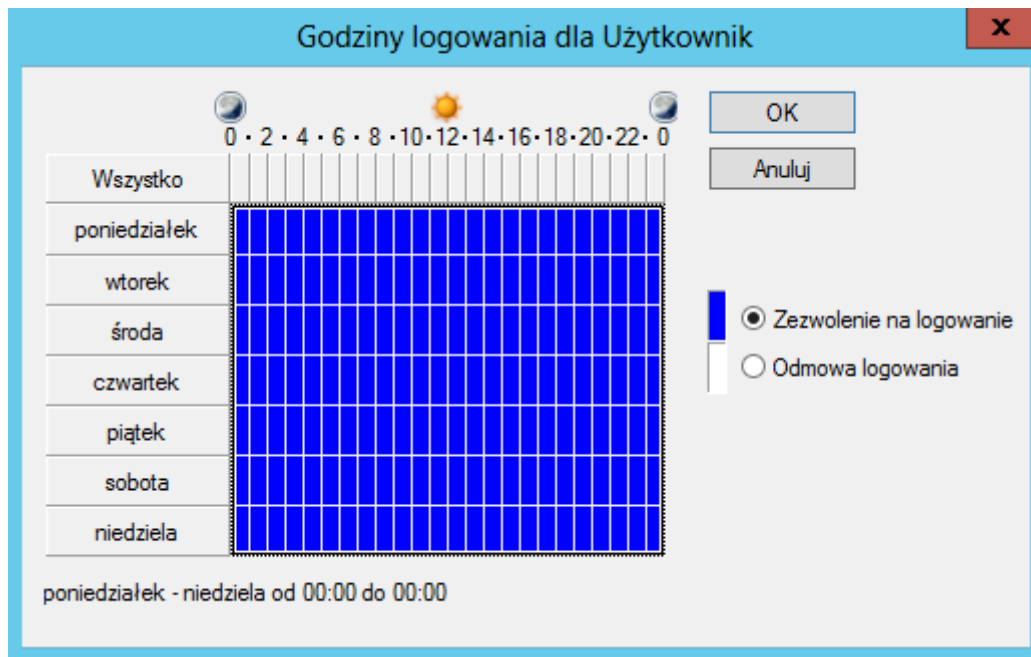 Godziny logowania dla Użytkownik
x
0 · 2 · 4 · 6 · 8 · 10 · 12 · 14 · 16 · 18 · 20 · 22 · 0
OK
Anuluj
Wszystko
poniedziałek
wtorek
środa
czwartek
piątek
sobota
niedziela
Zezwolenie na logowanie
Odmowa logowania
poniedziałek - niedziela od 00:00 do 00:00